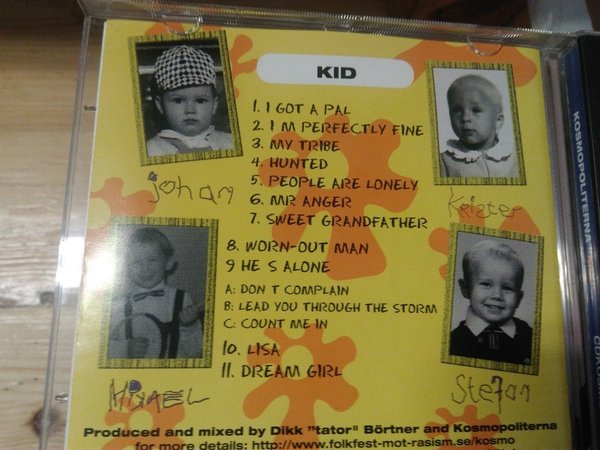 KID
1. I GOT A PAL
2. I M PERFECTLY FINE
3. MY TRIBE
4. HUNTED
5. PEOPLE ARE LONELY
6. MR ANGER
7. SWEET GRANDFATHER
8. WORN-OUT MAN
9 HE S ALONE
A: DON T COMPLAIN
B: LEAD YOU THROUGH THE STORM
C: COUNT ME IN
10. LISA
11. DREAM GIRL
johan
Krizter
MikAEL
Stefan
Produced and mixed by Dikk "tator" Börtner and Kosmopoliterna
for more details: http://www.folkfest-mot-rasism.se/kosmo
KOSMOPOLITERNA